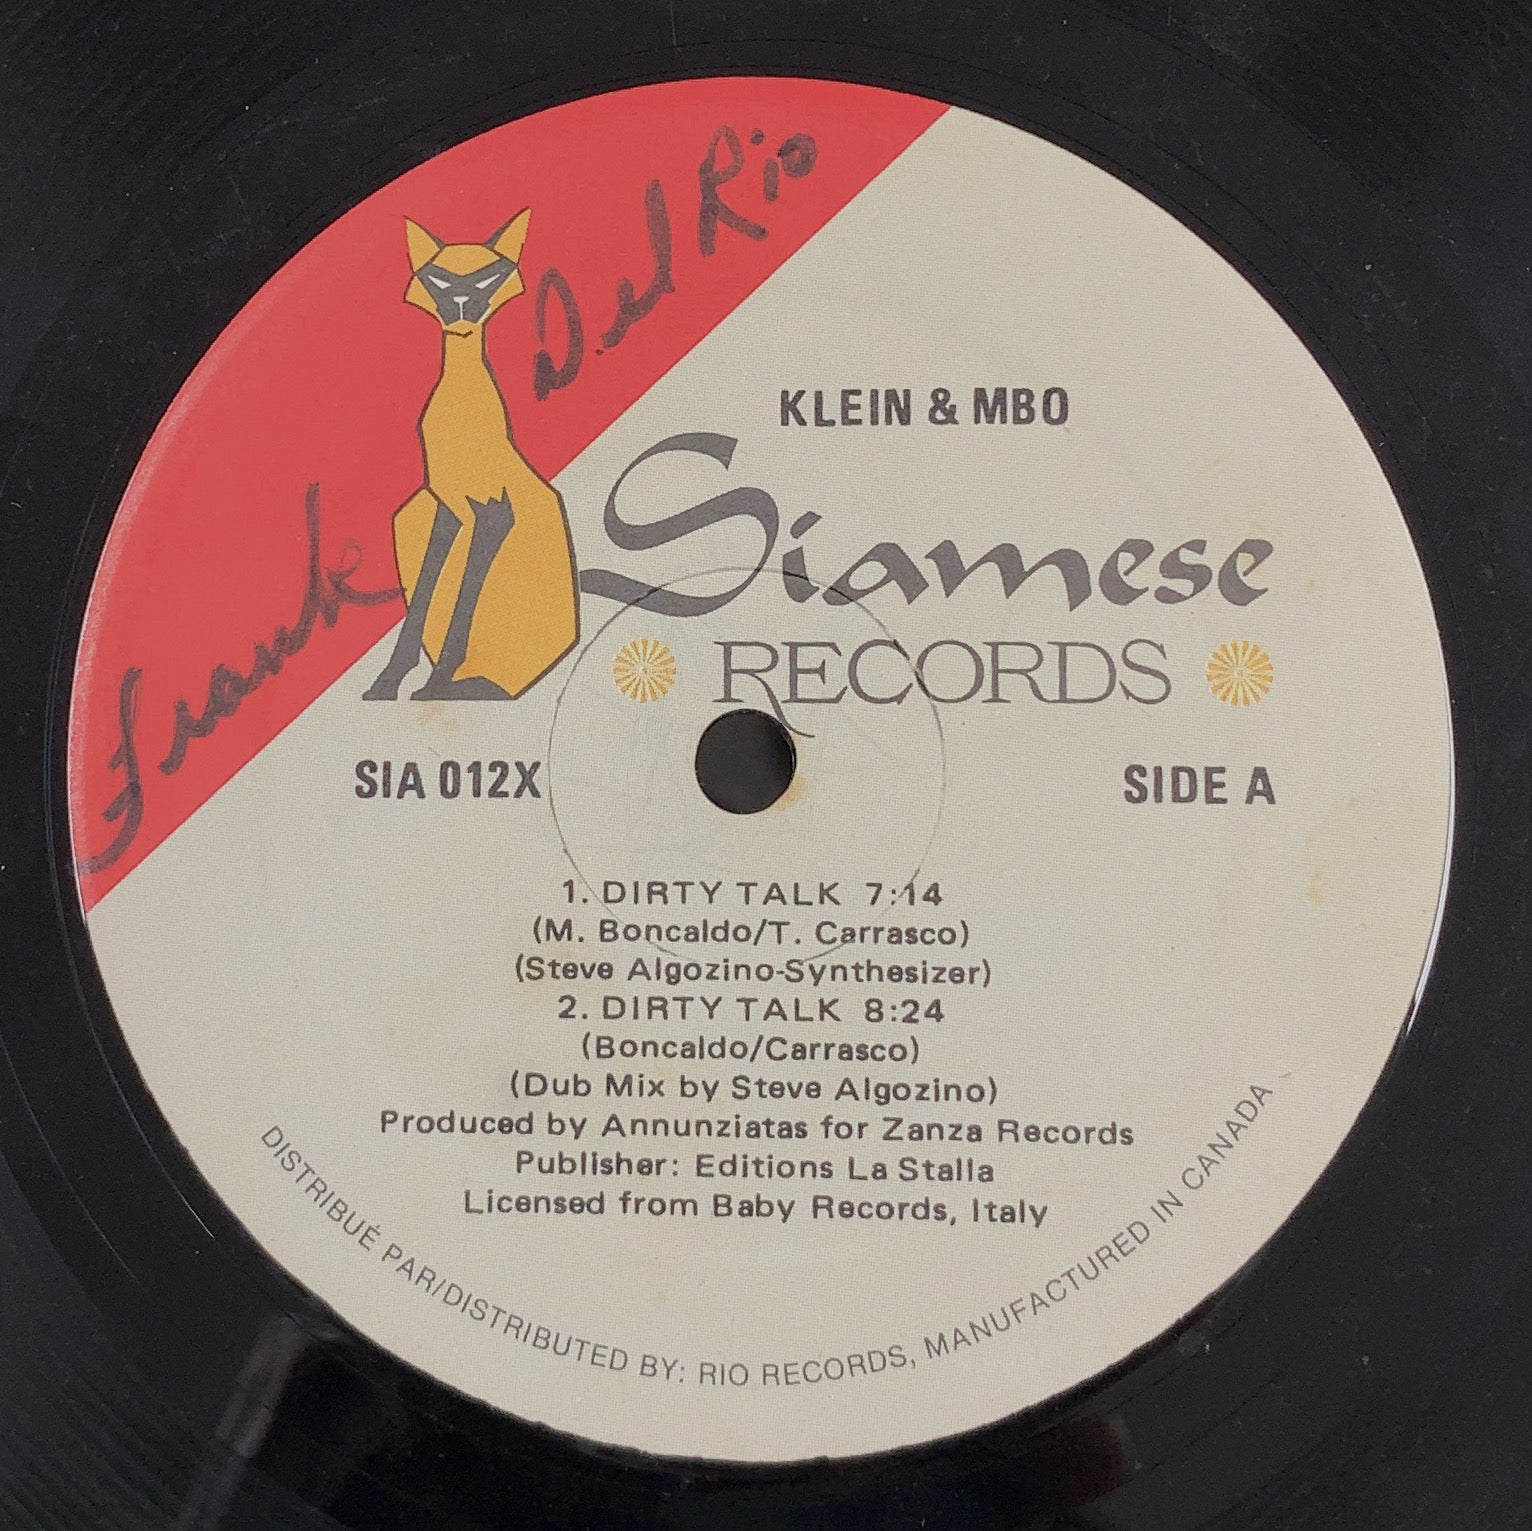 Frank Del Rio
KLEIN & MBO
Siamese
RECORDS
SIA 012X
SIDE A
1. DIRTY TALK 7:14
(M. Boncaldo/T. Carrasco)
(Steve Algozino-Synthesizer)
2. DIRTY TALK 8:24
(Boncaldo/Carrasco)
(Dub Mix by Steve Algozino)
Produced by Annunziatas for Zanza Records
Publisher: Editions La Stalla
Licensed from Baby Records, Italy
DISTRIBUÉ PAR/DISTRIBUTED BY: RIO RECORDS, MANUFACTURED IN CANADA